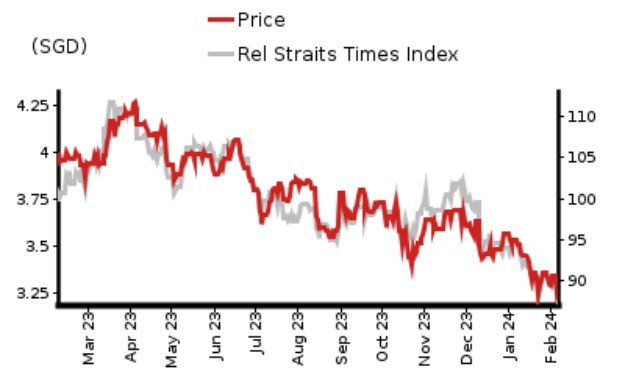 Price
(SGD)
Rel Straits Times Index
4.25
110
4
105
3.75
100
3.5
95
3.25
90
Mar 23
Apr 23
May 23
Jun 23
Jul 23
Aug 23
Sep 23
Oct 23
Nov 23
Dec 23
Jan 24
Feb 24